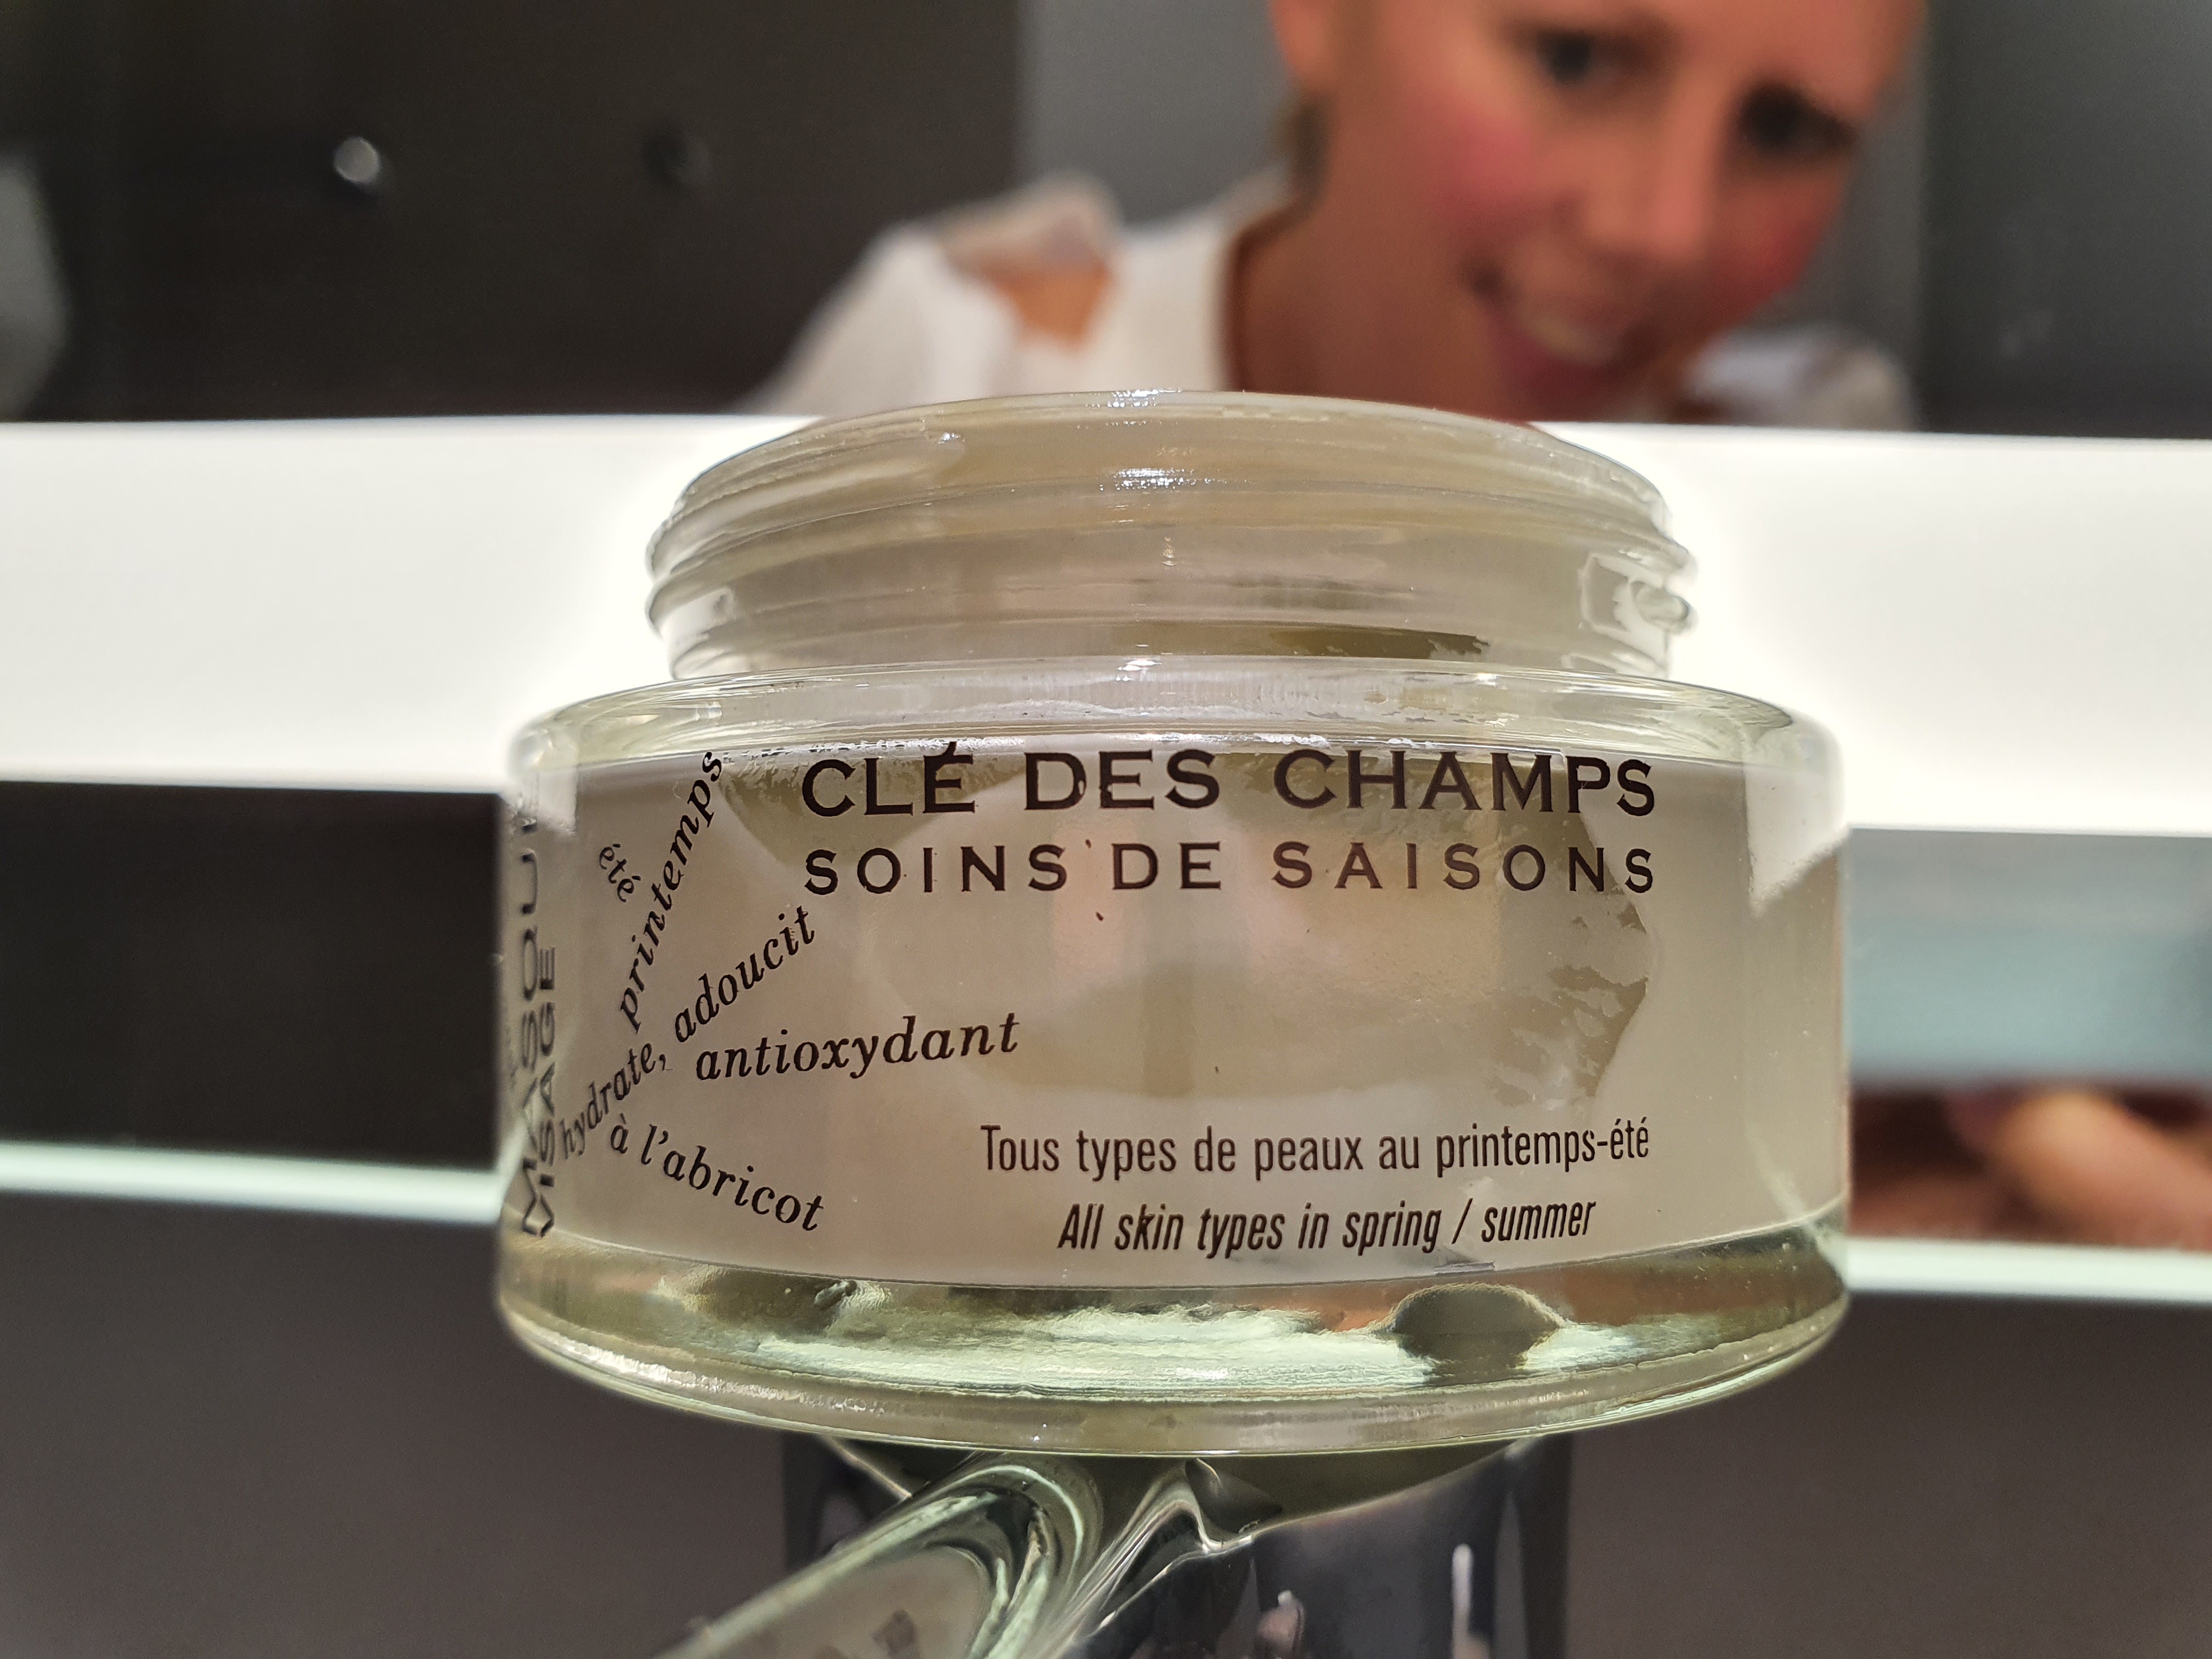 CLÉ DES CHAMPS
SOINS DE SAISONS
MASQUE
VISAGE
été
printemps
hydrate, adoucit
antioxydant
à l'abricot
Tous types de peaux au printemps-été
All skin types in spring / summer